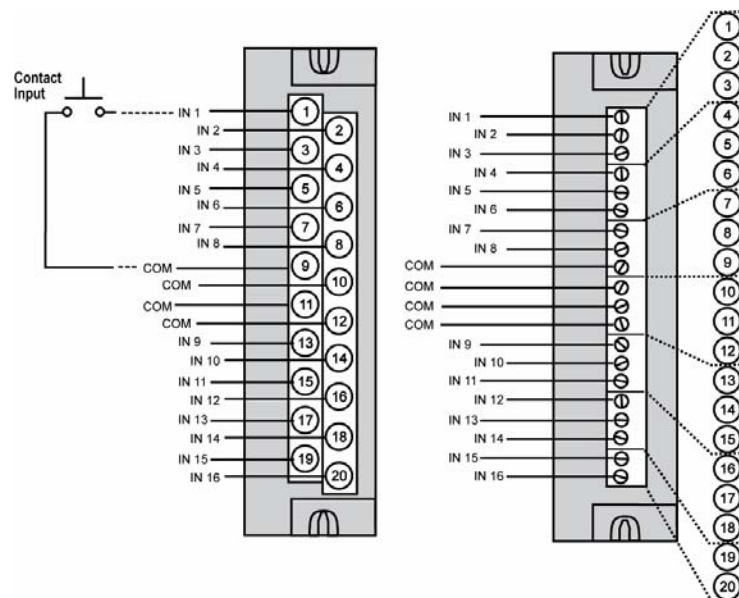 Contact
Input
IN 1 1
IN 2 2
IN 3 3
IN 4 4
IN 5 5
IN 6 6
IN 7 7
IN 8 8
COM 9
COM 10
COM 11
COM 12
IN 9 13
IN 10 14
IN 11 15
IN 12 16
IN 13 17
IN 14 18
IN 15 19
IN 16 20
IN 1
IN 2
IN 3
IN 4
IN 5
IN 6
IN 7
IN 8
COM
COM
COM
COM
IN 9
IN 10
IN 11
IN 12
IN 13
IN 14
IN 15
IN 16
1
2
3
4
5
6
7
8
9
10
11
12
13
14
15
16
17
18
19
20